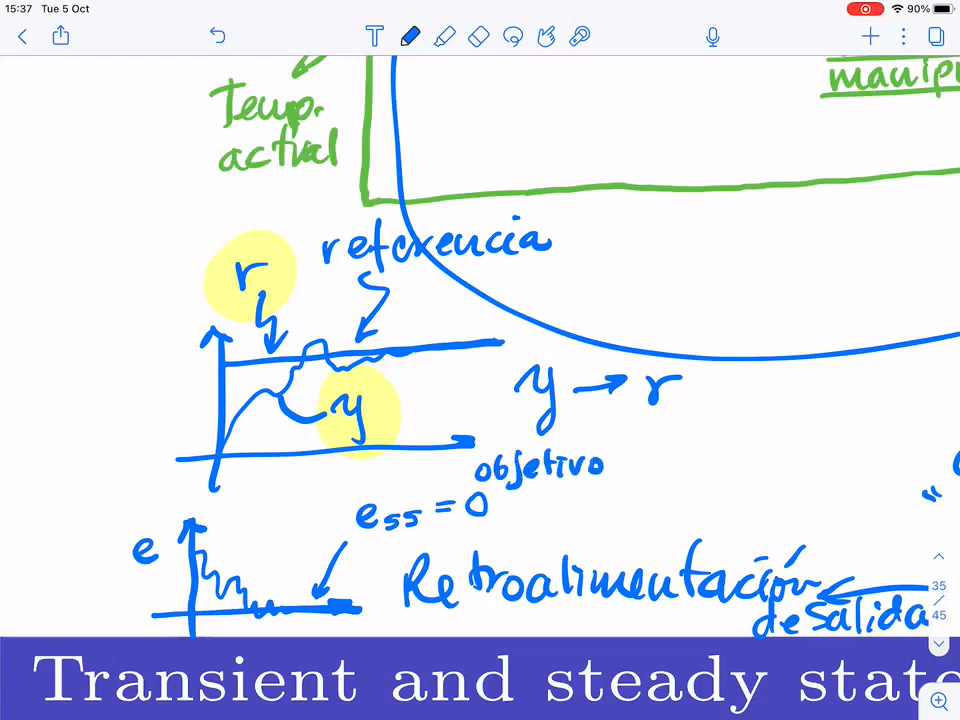 15:37 Tue 5 Oct
90%
Temp.
actual
referencia
r
y
y → r
objetivo
e_ss = 0
e
Retroalimentación
de salida
35
45
Transient and steady state